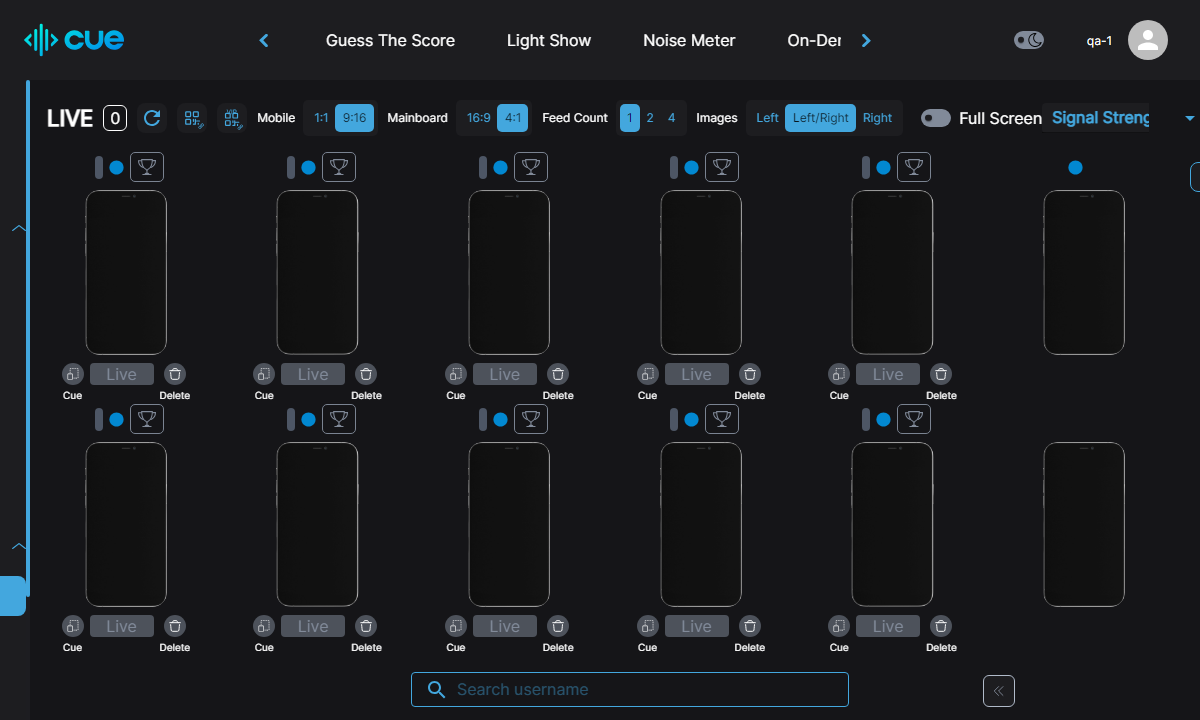 cue
Guess The Score
Light Show
Noise Meter
On-De
qa-1
LIVE 0
Mobile 1:1 9:16
Mainboard 16:9 4:1
Feed Count 1 2 4
Images Left Left/Right Right
Full Screen
Signal Streng
Live Live Live Live Live
Cue Delete Cue Delete Cue Delete Cue Delete Cue Delete
Live Live Live Live Live
Cue Delete Cue Delete Cue Delete Cue Delete Cue Delete
Search username